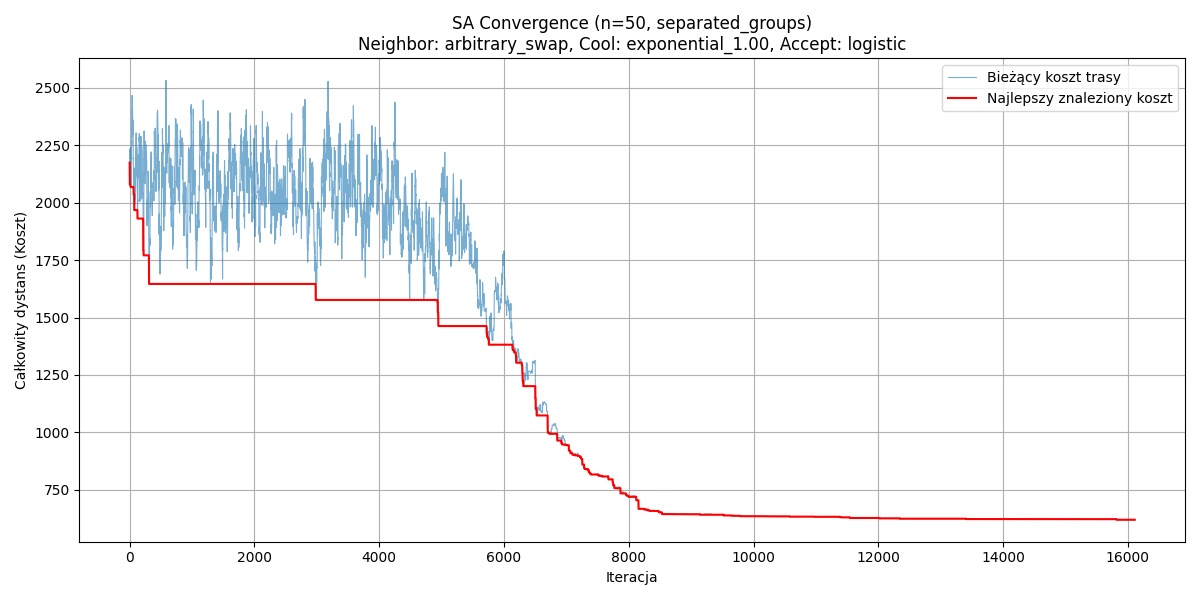 SA Convergence (n=50, separated_groups)
Neighbor: arbitrary_swap, Cool: exponential_1.00, Accept: logistic
Bieżący koszt trasy
Najlepszy znaleziony koszt
Całkowity dystans (Koszt)
2500
2250
2000
1750
1500
1250
1000
750
0 2000 4000 6000 8000 10000 12000 14000 16000
Iteracja